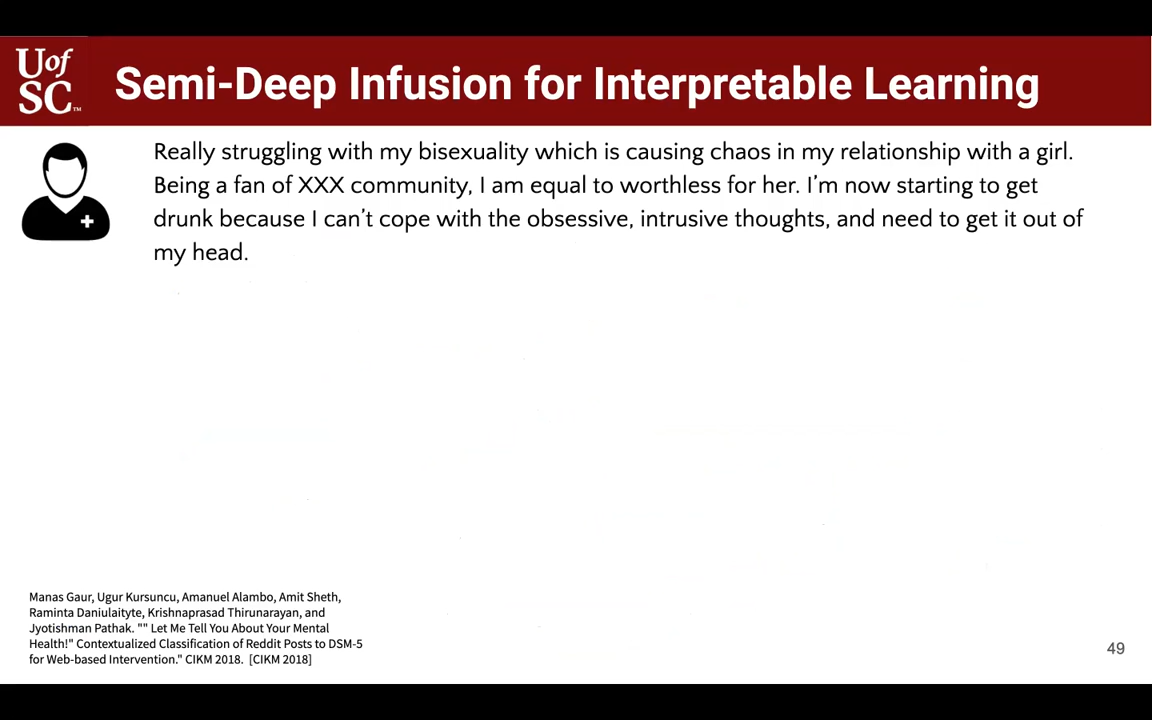 Uof
SC™
Semi-Deep Infusion for Interpretable Learning
Really struggling with my bisexuality which is causing chaos in my relationship with a girl.
Being a fan of XXX community, I am equal to worthless for her. I’m now starting to get
drunk because I can’t cope with the obsessive, intrusive thoughts, and need to get it out of
my head.
Manas Gaur, Ugur Kursuncu, Amanuel Alambo, Amit Sheth,
Raminta Daniulaityte, Krishnaprasad Thirunarayan, and
Jyotishman Pathak. "" Let Me Tell You About Your Mental
Health!" Contextualized Classification of Reddit Posts to DSM-5
for Web-based Intervention." CIKM 2018. [CIKM 2018]
49